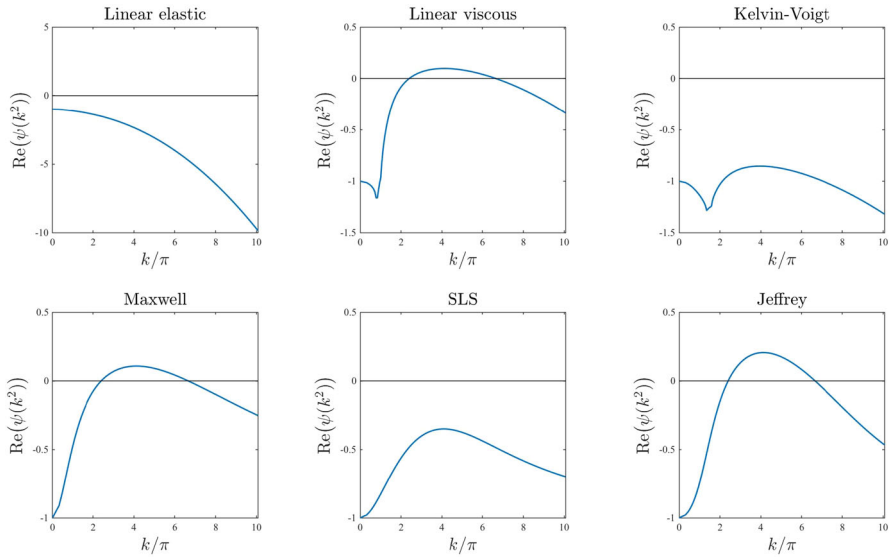 Linear elastic
5
0
-5
-10
0 2 4 6 8 10
Re(ψ(k²))
k/π
Linear viscous
0.5
0
-0.5
-1
-1.5
0 2 4 6 8 10
Re(ψ(k²))
k/π
Kelvin-Voigt
0.5
0
-0.5
-1
-1.5
0 2 4 6 8 10
Re(ψ(k²))
k/π
Maxwell
0.5
0
-0.5
-1
0 2 4 6 8 10
Re(ψ(k²))
k/π
SLS
0.5
0
-0.5
-1
0 2 4 6 8 10
Re(ψ(k²))
k/π
Jeffrey
0.5
0
-0.5
-1
0 2 4 6 8 10
Re(ψ(k²))
k/π